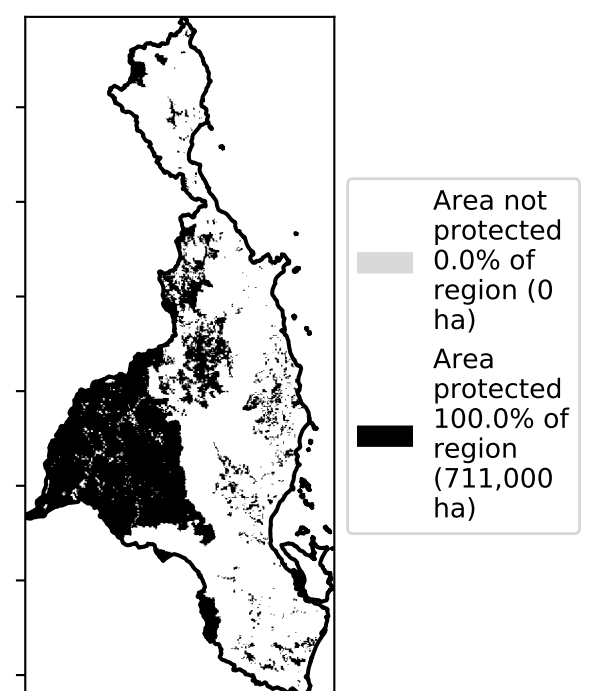 Area not
protected
0.0% of
region (0
ha)
Area
protected
100.0% of
region
(711,000
ha)